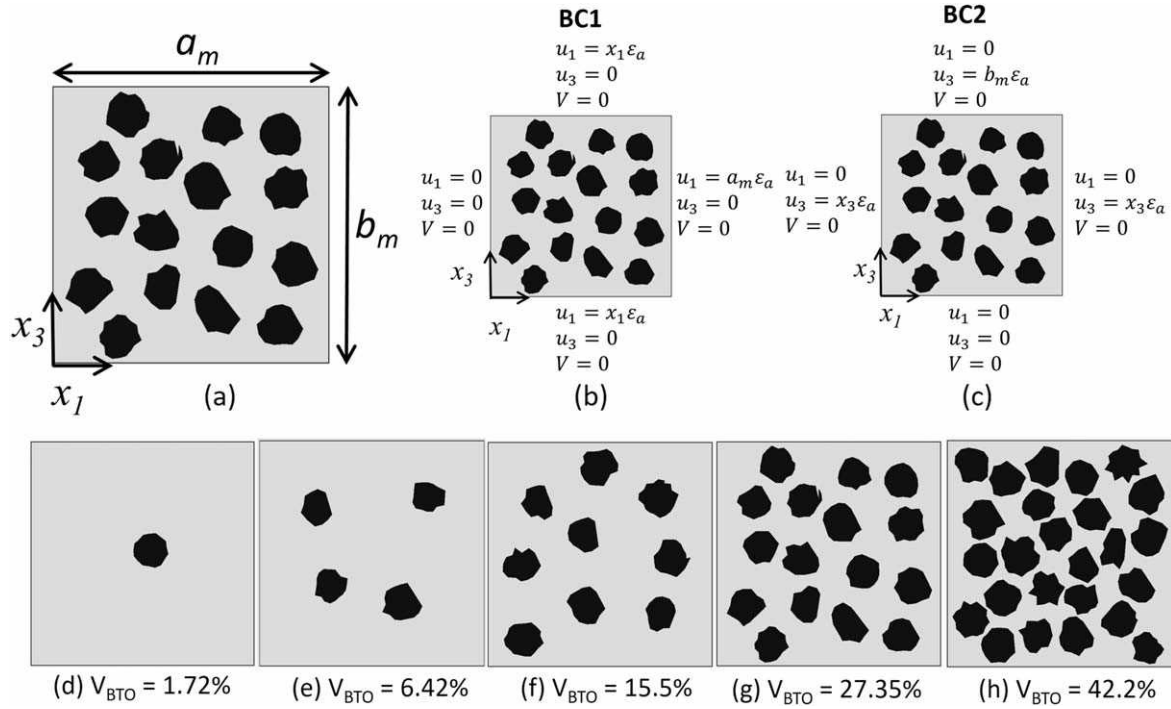 a_m
b_m
x_3
x_1
(a)
BC1
u_1 = x_1ε_a
u_3 = 0
V = 0
u_1 = 0
u_3 = 0
V = 0
u_1 = a_mε_a
u_3 = 0
V = 0
x_3
x_1
u_1 = x_1ε_a
u_3 = 0
V = 0
(b)
BC2
u_1 = 0
u_3 = b_mε_a
V = 0
u_1 = 0
u_3 = x_3ε_a
V = 0
u_1 = 0
u_3 = x_3ε_a
V = 0
x_3
x_1
u_1 = 0
u_3 = 0
V = 0
(c)
(d) V_BTO = 1.72%
(e) V_BTO = 6.42%
(f) V_BTO = 15.5%
(g) V_BTO = 27.35%
(h) V_BTO = 42.2%